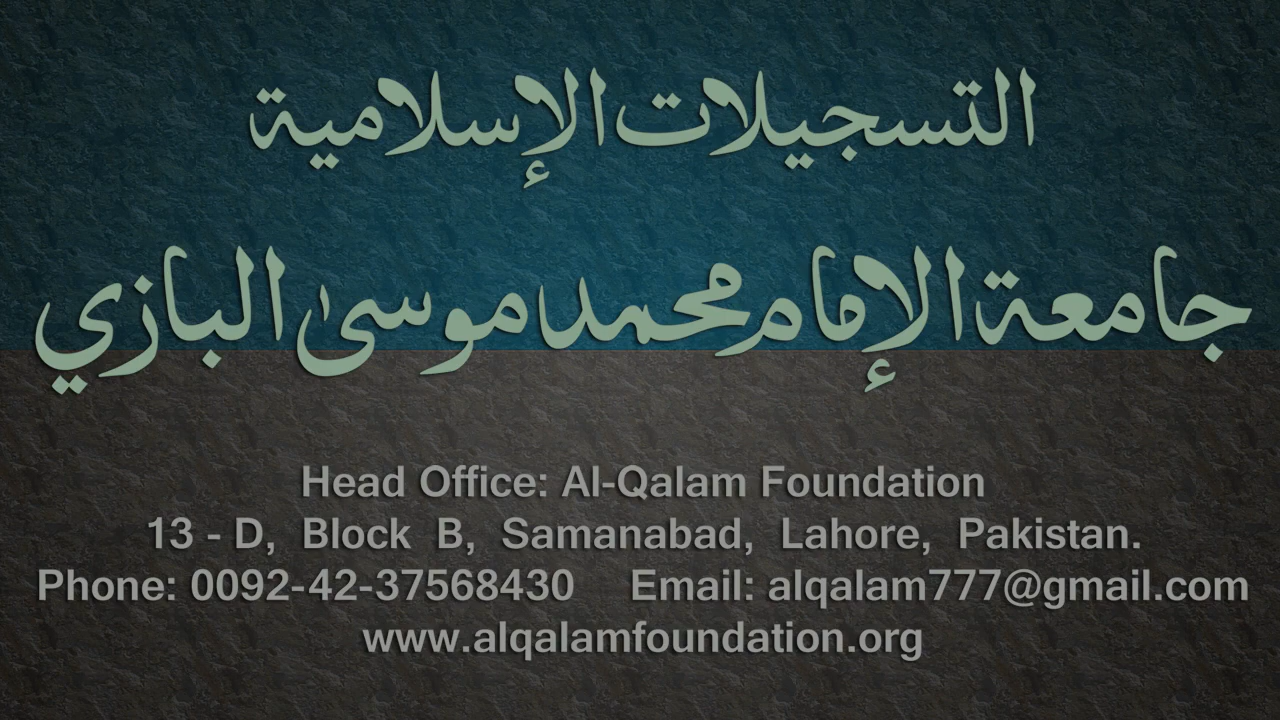 التسجيلات الإسلامية
جامعة الإمام محمد موسىٰ البازي
Head Office: Al-Qalam Foundation
13 - D, Block B, Samanabad, Lahore, Pakistan.
Phone: 0092-42-37568430 Email: alqalam777@gmail.com
www.alqalamfoundation.org